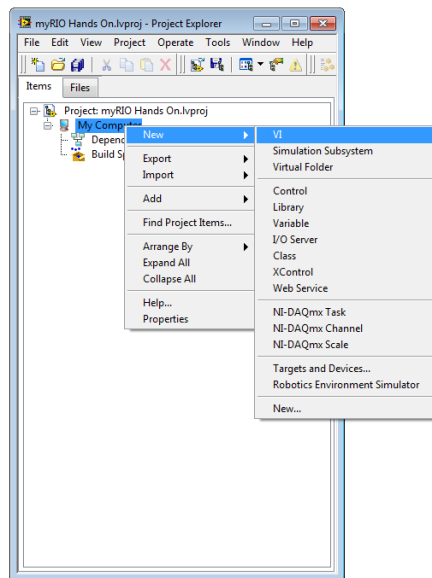 myRIO Hands On.lvproj - Project Explorer
File Edit View Project Operate Tools Window Help
Items Files
Project: myRIO Hands On.lvproj
My Computer
Depend
Build Sp
New
Export
Import
Add
Find Project Items...
Arrange By
Expand All
Collapse All
Help...
Properties
VI
Simulation Subsystem
Virtual Folder
Control
Library
Variable
I/O Server
Class
XControl
Web Service
NI-DAQmx Task
NI-DAQmx Channel
NI-DAQmx Scale
Targets and Devices...
Robotics Environment Simulator
New...